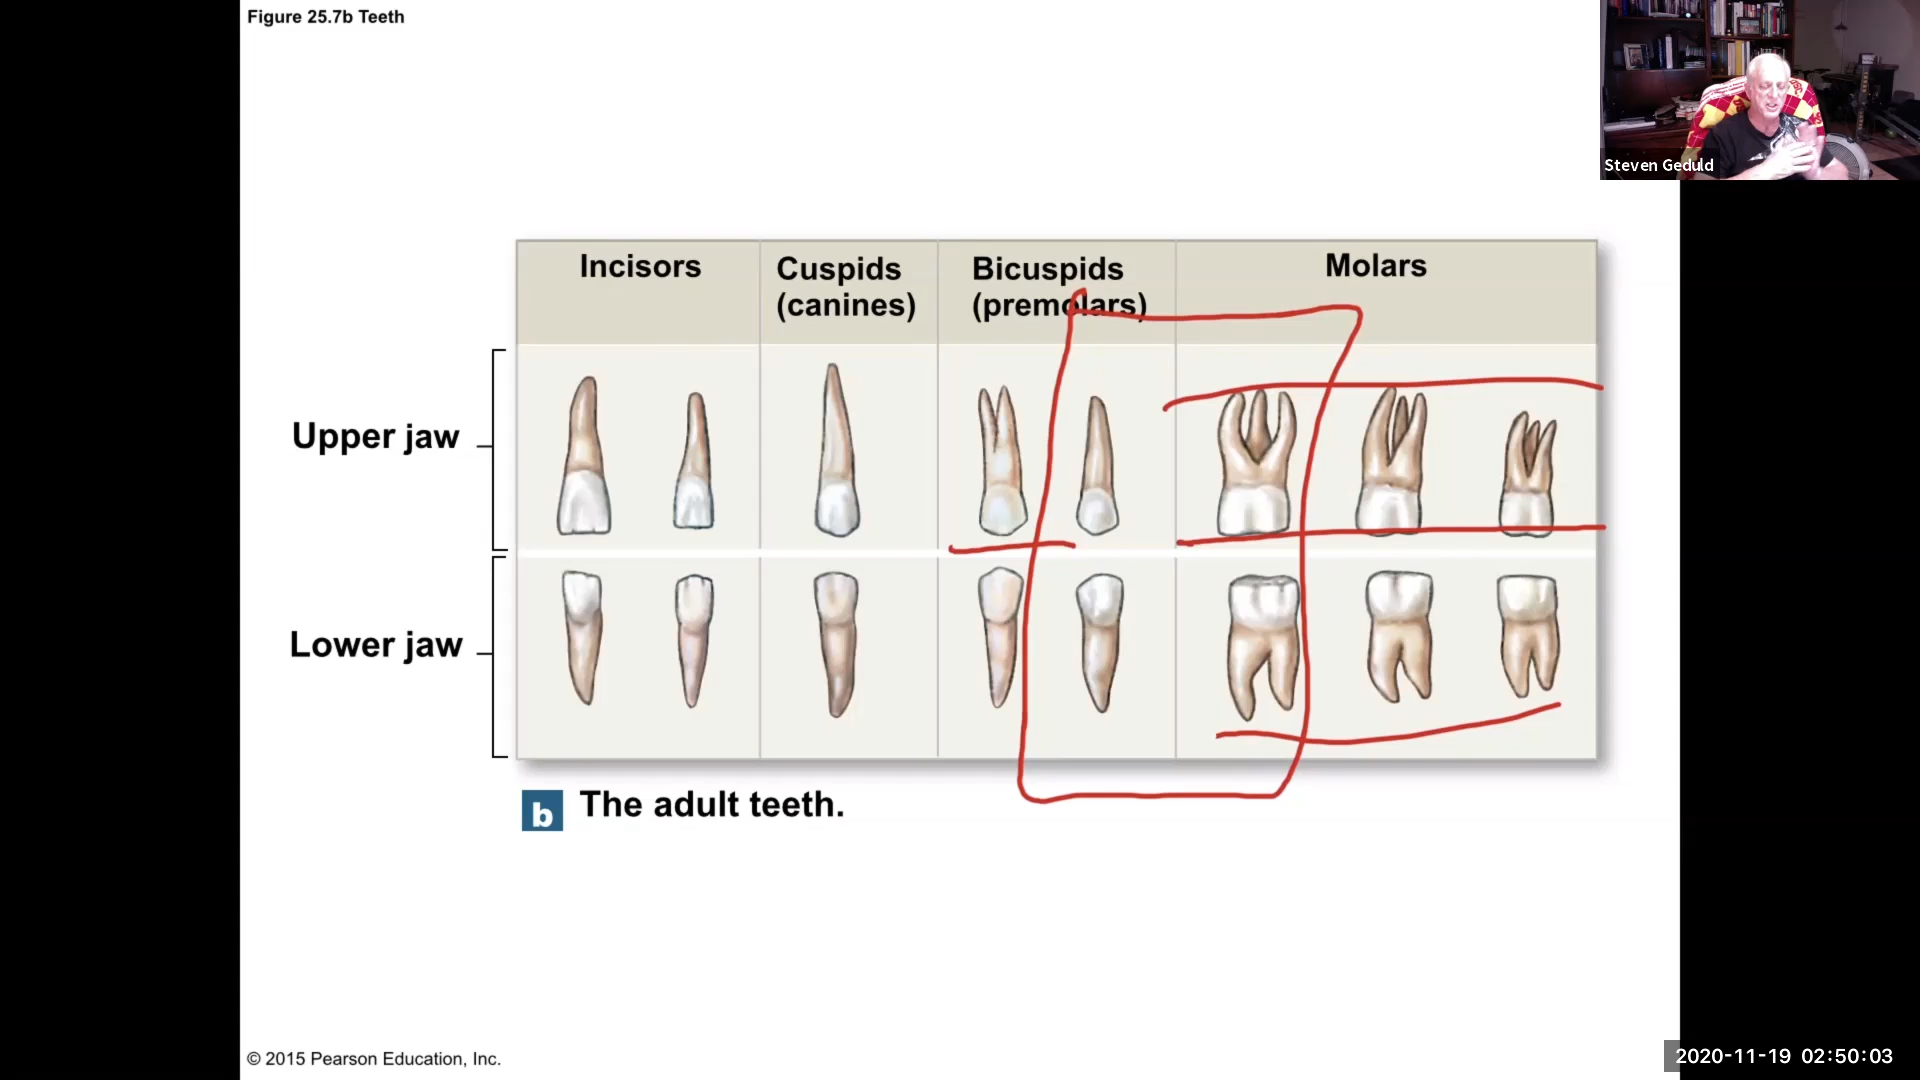 Figure 25.7b Teeth
Steven Geduld
Incisors
Cuspids
(canines)
Bicuspids
(premolars)
Molars
Upper jaw
Lower jaw
b The adult teeth.
© 2015 Pearson Education, Inc.
2020-11-19 02:50:03